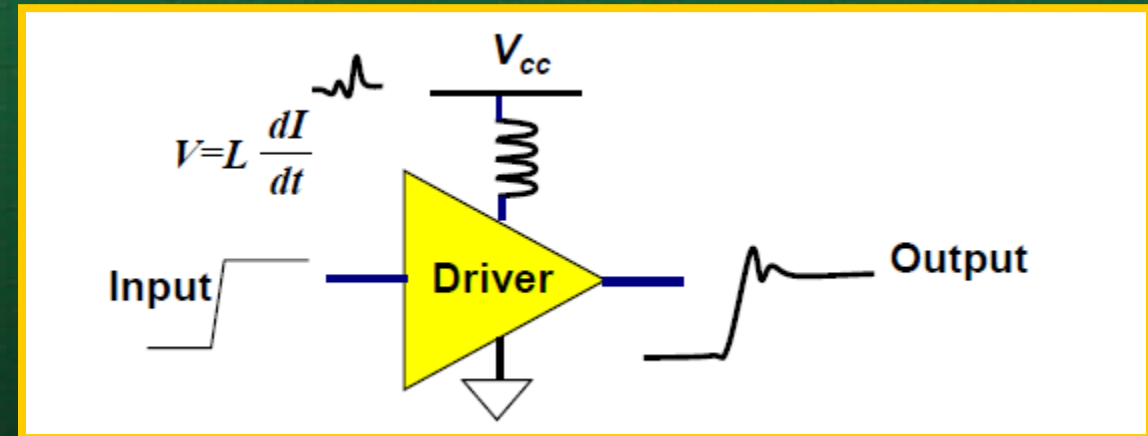 Vcc
V=L dI/dt
Input
Driver
Output